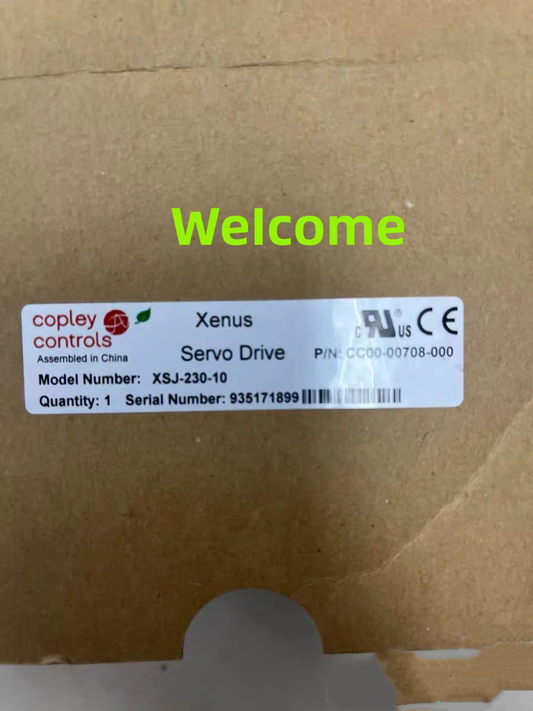 Welcome
copley
controls
Assembled in China
Xenus
Servo Drive
c RU® US CE
P/N: CC00-00708-000
Model Number: XSJ-230-10
Quantity: 1 Serial Number: 935171899